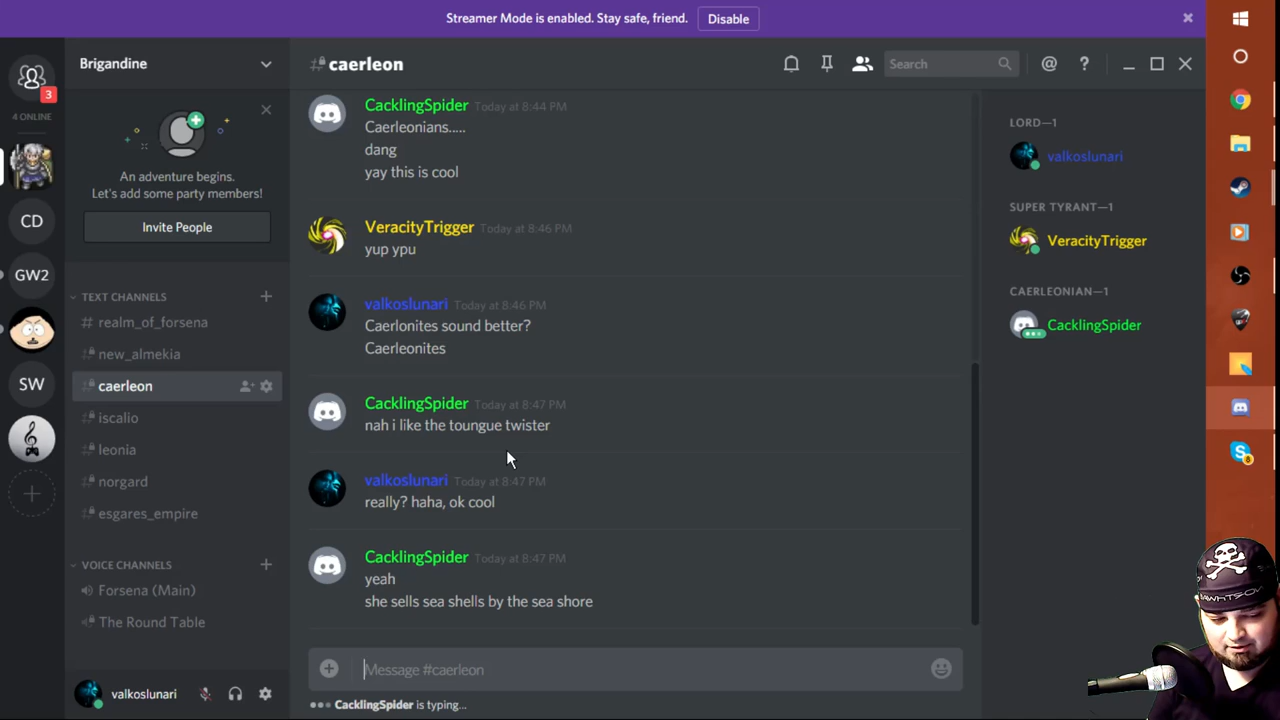 Streamer Mode is enabled. Stay safe, friend. Disable
3
4 ONLINE
CD
GW2
SW
Brigandine
An adventure begins.
Let's add some party members!
Invite People
TEXT CHANNELS
# realm_of_forsena
# new_almekia
# caerleon
# iscalio
# leonia
# norgard
# esgares_empire
VOICE CHANNELS
Forsena (Main)
The Round Table
valkoslunari
# caerleon
Search
@ ?
CacklingSpider Today at 8:44 PM
Caerleonians.....
dang
yay this is cool
VeracityTrigger Today at 8:46 PM
yup ypu
valkoslunari Today at 8:46 PM
Caerlonites sound better?
Caerleonites
CacklingSpider Today at 8:47 PM
nah i like the toungue twister
valkoslunari Today at 8:47 PM
really? haha, ok cool
CacklingSpider Today at 8:47 PM
yeah
she sells sea shells by the sea shore
Message #caerleon
CacklingSpider is typing...
LORD—1
valkoslunari
SUPER TYRANT—1
VeracityTrigger
CAERLEONIAN—1
CacklingSpider